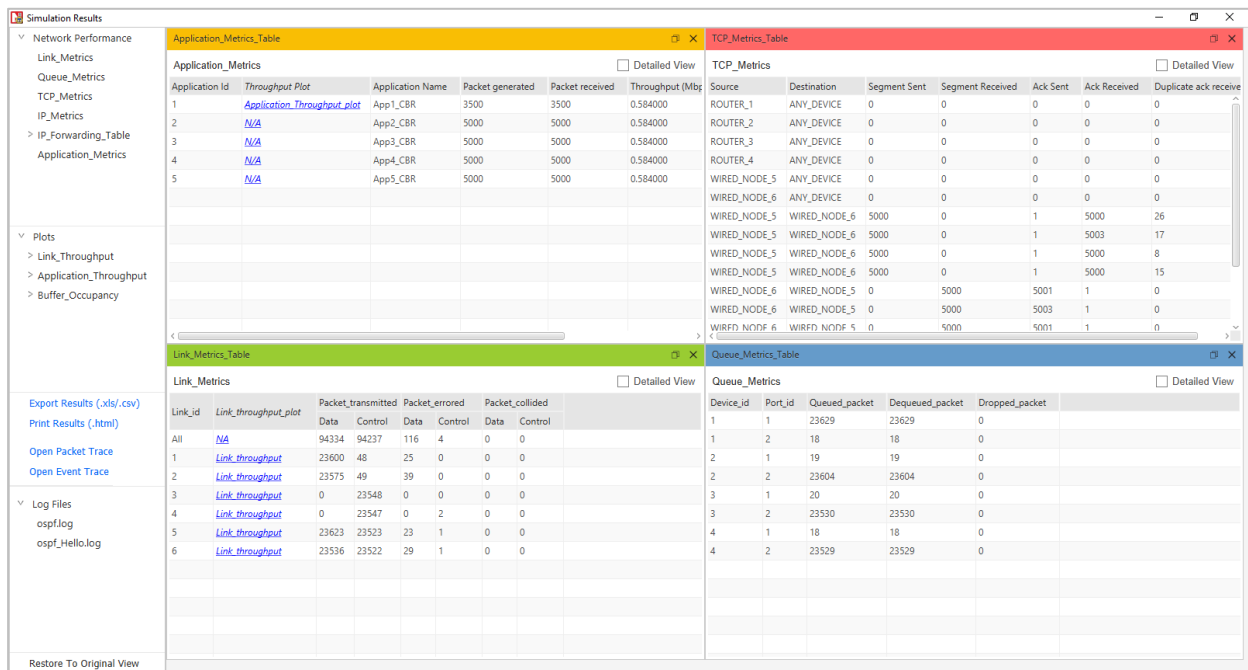 Simulation Results
Network Performance
Link_Metrics
Queue_Metrics
TCP_Metrics
IP_Metrics
IP_Forwarding_Table
Application_Metrics
Plots
Link_Throughput
Application_Throughput
Buffer_Occupancy
Export Results (.xls/.csv)
Print Results (.html)
Open Packet Trace
Open Event Trace
Log Files
ospf.log
ospf_Hello.log
Restore To Original View
Application_Metrics_Table
Application_Metrics Detailed View
Application Id Throughput Plot Application Name Packet generated Packet received Throughput (Mbp
1 Application_Throughput_plot App1_CBR 3500 3500 0.584000
2 N/A App2_CBR 5000 5000 0.584000
3 N/A App3_CBR 5000 5000 0.584000
4 N/A App4_CBR 5000 5000 0.584000
5 N/A App5_CBR 5000 5000 0.584000
TCP_Metrics_Table
TCP_Metrics Detailed View
Source Destination Segment Sent Segment Received Ack Sent Ack Received Duplicate ack receive
ROUTER_1 ANY_DEVICE 0 0 0 0 0
ROUTER_2 ANY_DEVICE 0 0 0 0 0
ROUTER_3 ANY_DEVICE 0 0 0 0 0
ROUTER_4 ANY_DEVICE 0 0 0 0 0
WIRED_NODE_5 ANY_DEVICE 0 0 0 0 0
WIRED_NODE_6 ANY_DEVICE 0 0 0 0 0
WIRED_NODE_5 WIRED_NODE_6 5000 0 1 5000 26
WIRED_NODE_5 WIRED_NODE_6 5000 0 1 5003 17
WIRED_NODE_5 WIRED_NODE_6 5000 0 1 5000 8
WIRED_NODE_5 WIRED_NODE_6 5000 0 1 5000 15
WIRED_NODE_6 WIRED_NODE_5 0 5000 5001 1 0
WIRED_NODE_6 WIRED_NODE_5 0 5000 5003 1 0
WIRED_NODE_6 WIRED_NODE_5 0 5000 5001 1 0
Link_Metrics_Table
Link_Metrics Detailed View
Link_id Link_throughput_plot Packet_transmitted Packet_errored Packet_collided
Data Control Data Control Data Control
All NA 94334 94237 116 4 0 0
1 Link_throughput 23600 48 25 0 0 0
2 Link_throughput 23575 49 39 0 0 0
3 Link_throughput 0 23548 0 0 0 0
4 Link_throughput 0 23547 0 2 0 0
5 Link_throughput 23623 23523 23 1 0 0
6 Link_throughput 23536 23522 29 1 0 0
Queue_Metrics_Table
Queue_Metrics Detailed View
Device_id Port_id Queued_packet Dequeued_packet Dropped_packet
1 1 23629 23629 0
1 2 18 18 0
2 1 19 19 0
2 2 23604 23604 0
3 1 20 20 0
3 2 23530 23530 0
4 1 18 18 0
4 2 23529 23529 0